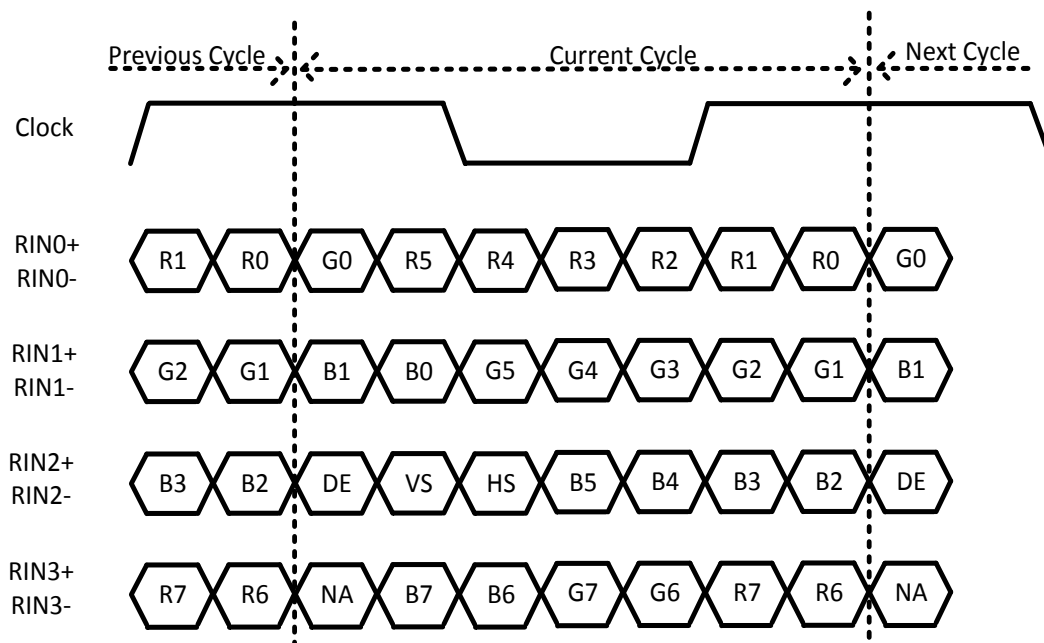 Previous Cycle Current Cycle Next Cycle
Clock
RIN0+
RIN0-
R1 R0 G0 R5 R4 R3 R2 R1 R0 G0
RIN1+
RIN1-
G2 G1 B1 B0 G5 G4 G3 G2 G1 B1
RIN2+
RIN2-
B3 B2 DE VS HS B5 B4 B3 B2 DE
RIN3+
RIN3-
R7 R6 NA B7 B6 G7 G6 R7 R6 NA